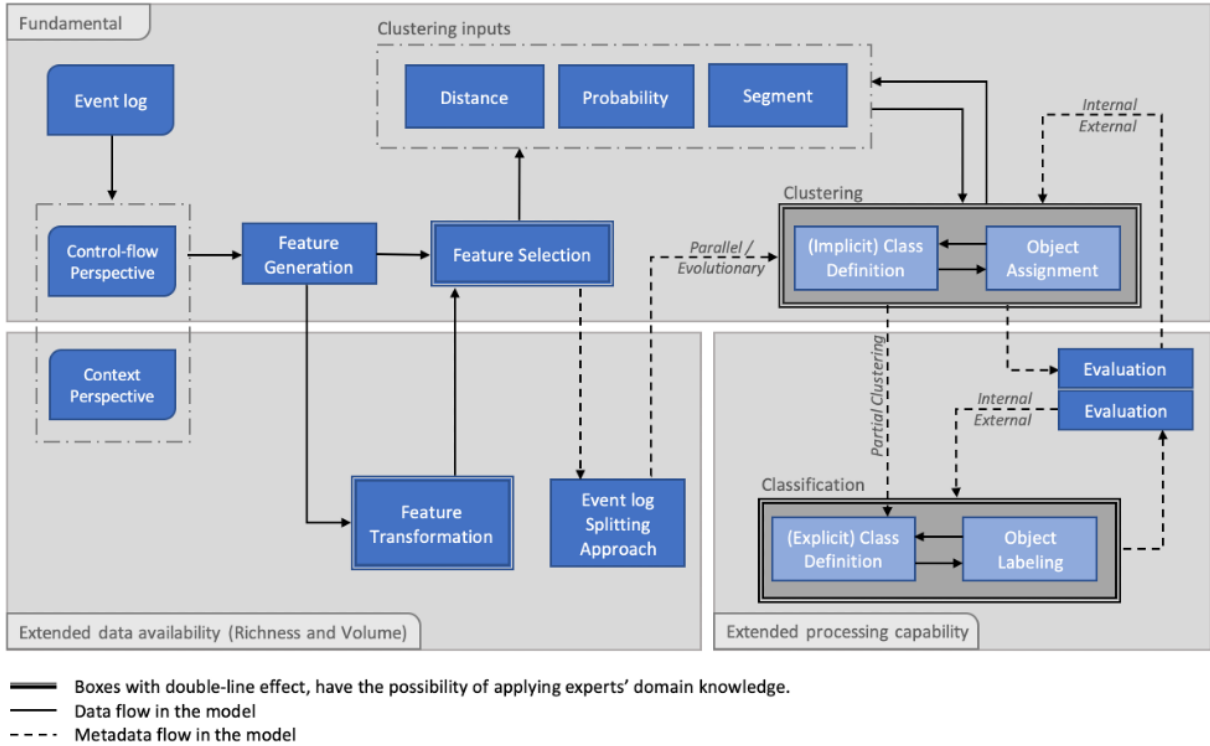 Fundamental
Clustering inputs
Event log
Distance
Probability
Segment
Internal
External
Clustering
Control-flow
Perspective
Feature
Generation
Feature Selection
Parallel /
Evolutionary
(Implicit) Class
Definition
Object
Assignment
Context
Perspective
Partial Clustering
Evaluation
Internal
External
Evaluation
Feature
Transformation
Event log
Splitting
Approach
Classification
(Explicit) Class
Definition
Object
Labeling
Extended data availability (Richness and Volume)
Extended processing capability
Boxes with double-line effect, have the possibility of applying experts’ domain knowledge.
Data flow in the model
Metadata flow in the model